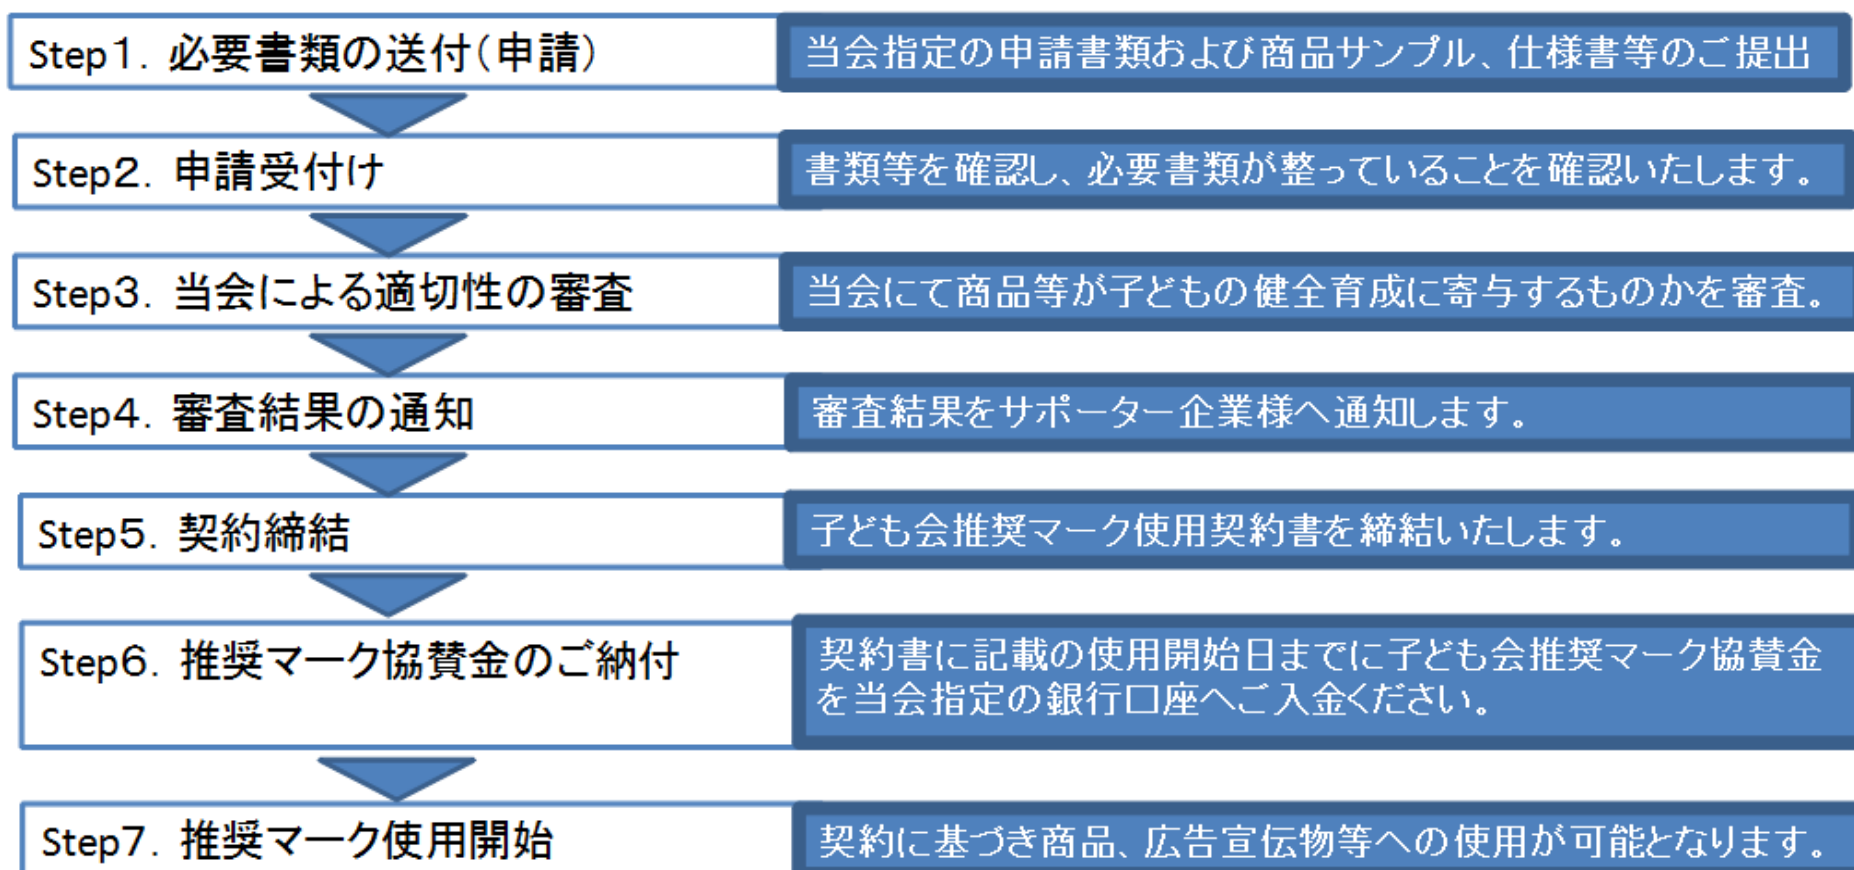 Step1. 必要書類の送付(申請)
当会指定の申請書類および商品サンプル、仕様書等のご提出
Step2. 申請受付け
書類等を確認し、必要書類が整っていることを確認いたします。
Step3. 当会による適切性の審査
当会にて商品等が子どもの健全育成に寄与するものかを審査。
Step4. 審査結果の通知
審査結果をサポーター企業様へ通知します。
Step5. 契約締結
子ども会推奨マーク使用契約書を締結いたします。
Step6. 推奨マーク協賛金のご納付
契約書に記載の使用開始日までに子ども会推奨マーク協賛金
を当会指定の銀行口座へご入金ください。
Step7. 推奨マーク使用開始
契約に基づき商品、広告宣伝物等への使用が可能となります。